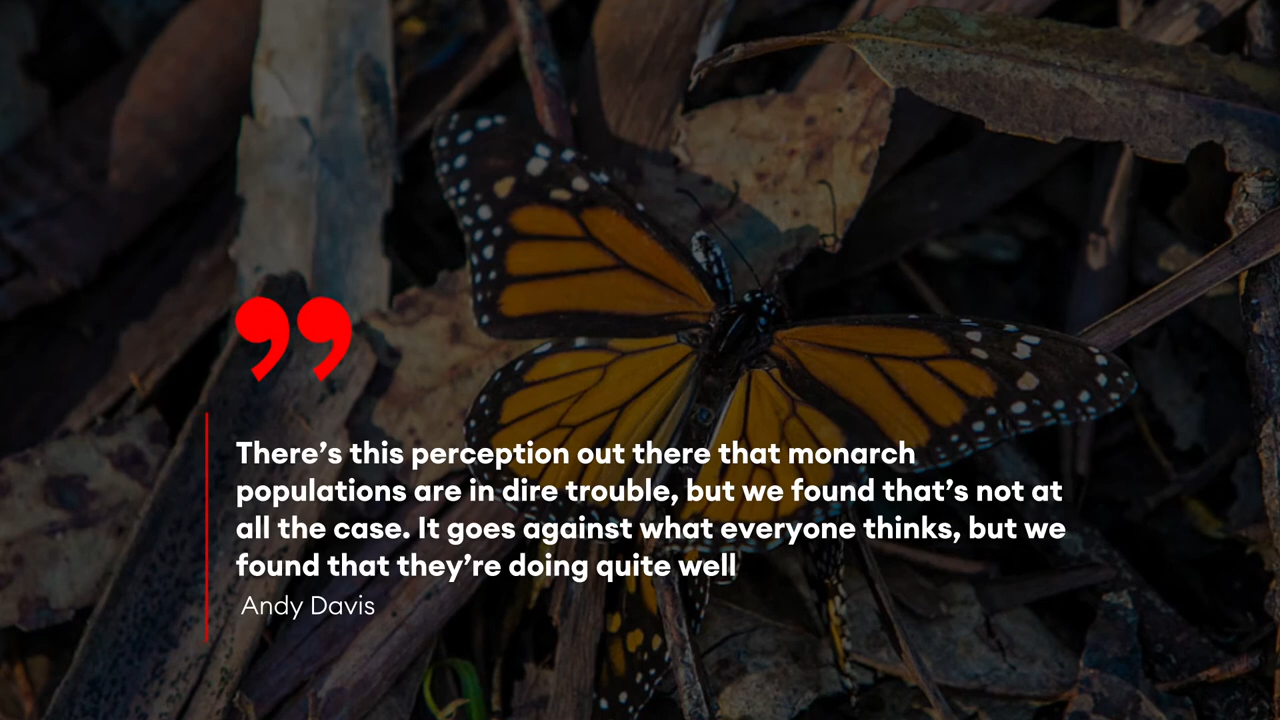 There’s this perception out there that monarch
populations are in dire trouble, but we found that’s not at
all the case. It goes against what everyone thinks, but we
found that they’re doing quite well
Andy Davis